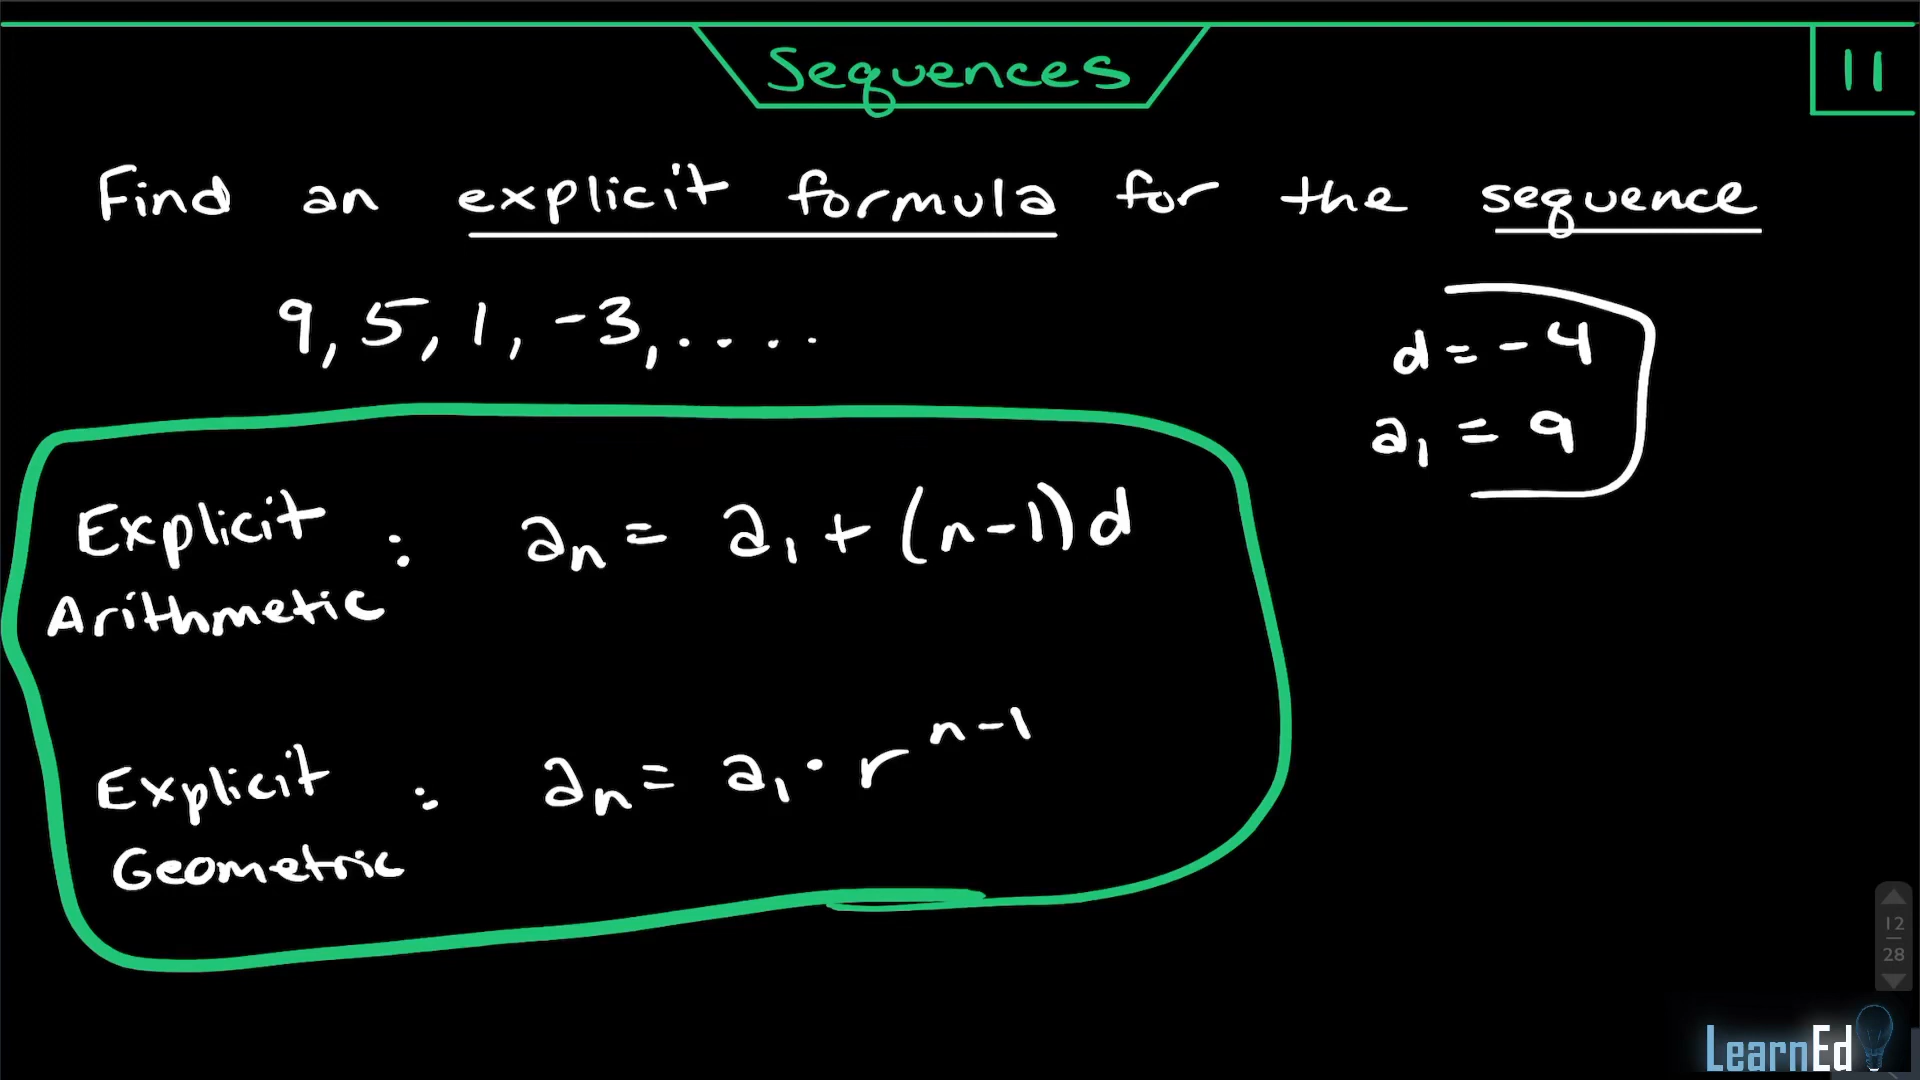 Sequences
11
Find an explicit formula for the sequence
9, 5, 1, -3, ....
d = -4
a₁ = 9
Explicit Arithmetic : aₙ = a₁ + (n-1)d
Explicit Geometric : aₙ = a₁ · rⁿ⁻¹
12
28
LearnEd